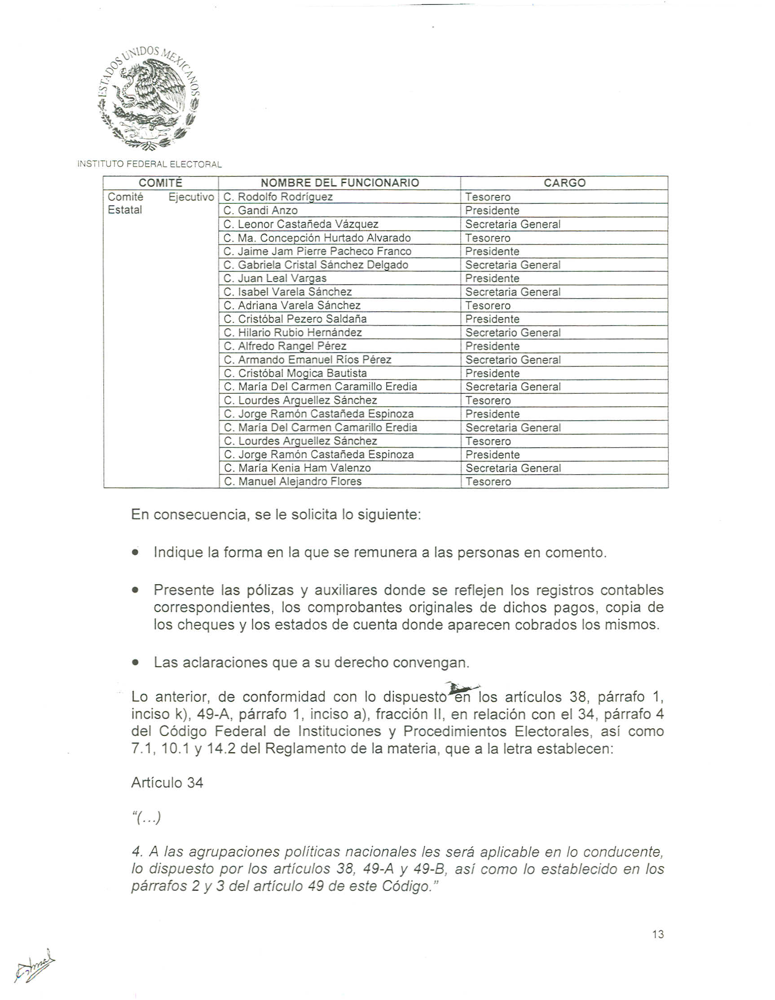 ESTADOS UNIDOS MEXICANOS
INSTITUTO FEDERAL ELECTORAL
COMITÉ NOMBRE DEL FUNCIONARIO CARGO
Comité Ejecutivo C. Rodolfo Rodríguez Tesorero
Estatal C. Gandi Anzo Presidente
C. Leonor Castañeda Vázquez Secretaria General
C. Ma. Concepción Hurtado Alvarado Tesorero
C. Jaime Jam Pierre Pacheco Franco Presidente
C. Gabriela Cristal Sánchez Delgado Secretaria General
C. Juan Leal Vargas Presidente
C. Isabel Varela Sánchez Secretaria General
C. Adriana Varela Sánchez Tesorero
C. Cristóbal Pezero Saldaña Presidente
C. Hilario Rubio Hernández Secretario General
C. Alfredo Rangel Pérez Presidente
C. Armando Emanuel Ríos Pérez Secretario General
C. Cristóbal Mogica Bautista Presidente
C. María Del Carmen Caramillo Eredia Secretaria General
C. Lourdes Arguellez Sánchez Tesorero
C. Jorge Ramón Castañeda Espinoza Presidente
C. María Del Carmen Camarillo Eredia Secretaria General
C. Lourdes Arguellez Sánchez Tesorero
C. Jorge Ramón Castañeda Espinoza Presidente
C. María Kenia Ham Valenzo Secretaria General
C. Manuel Alejandro Flores Tesorero
En consecuencia, se le solicita lo siguiente:
• Indique la forma en la que se remunera a las personas en comento.
• Presente las pólizas y auxiliares donde se reflejen los registros contables
correspondientes, los comprobantes originales de dichos pagos, copia de
los cheques y los estados de cuenta donde aparecen cobrados los mismos.
• Las aclaraciones que a su derecho convengan.
Lo anterior, de conformidad con lo dispuesto en los artículos 38, párrafo 1,
inciso k), 49-A, párrafo 1, inciso a), fracción II, en relación con el 34, párrafo 4
del Código Federal de Instituciones y Procedimientos Electorales, así como
7.1, 10.1 y 14.2 del Reglamento de la materia, que a la letra establecen:
Artículo 34
“(...)
4. A las agrupaciones políticas nacionales les será aplicable en lo conducente,
lo dispuesto por los artículos 38, 49-A y 49-B, así como lo establecido en los
párrafos 2 y 3 del artículo 49 de este Código.”
13